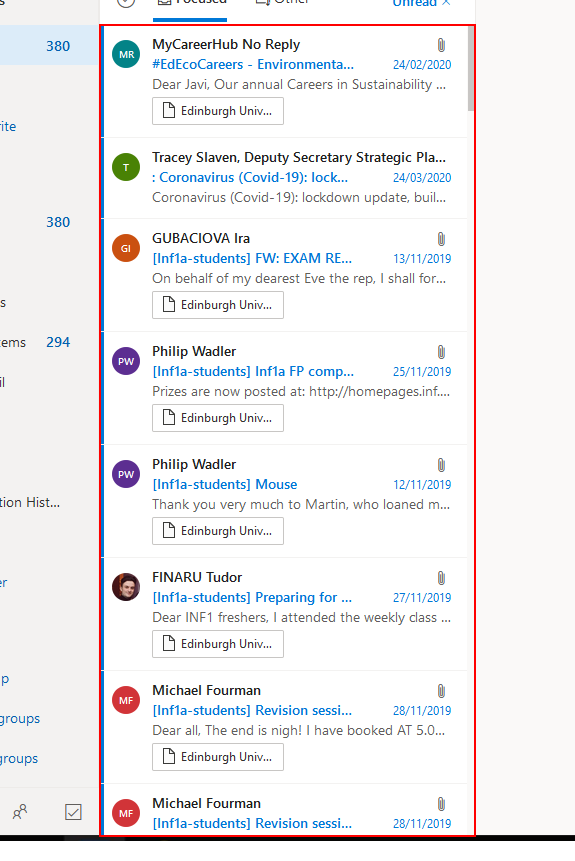 Focused
Other
Unread ×
380
rite
380
s
tems 294
il
tion Hist...
er
p
groups
groups
MR
MyCareerHub No Reply
#EdEcoCareers - Environmenta... 24/02/2020
Dear Javi, Our annual Careers in Sustainability ...
Edinburgh Univ...
T
Tracey Slaven, Deputy Secretary Strategic Pla...
: Coronavirus (Covid-19): lock... 24/03/2020
Coronavirus (Covid-19): lockdown update, buil...
GI
GUBACIOVA Ira
[Inf1a-students] FW: EXAM RE... 13/11/2019
On behalf of my dearest Eve the rep, I shall for...
Edinburgh Univ...
PW
Philip Wadler
[Inf1a-students] Inf1a FP comp... 25/11/2019
Prizes are now posted at: http://homepages.inf....
Edinburgh Univ...
PW
Philip Wadler
[Inf1a-students] Mouse 12/11/2019
Thank you very much to Martin, who loaned m...
Edinburgh Univ...
FINARU Tudor
[Inf1a-students] Preparing for ... 27/11/2019
Dear INF1 freshers, I attended the weekly class ...
Edinburgh Univ...
MF
Michael Fourman
[Inf1a-students] Revision sessi... 28/11/2019
Dear all, The end is nigh! I have booked AT 5.0...
Edinburgh Univ...
MF
Michael Fourman
[Inf1a-students] Revision sessi... 28/11/2019